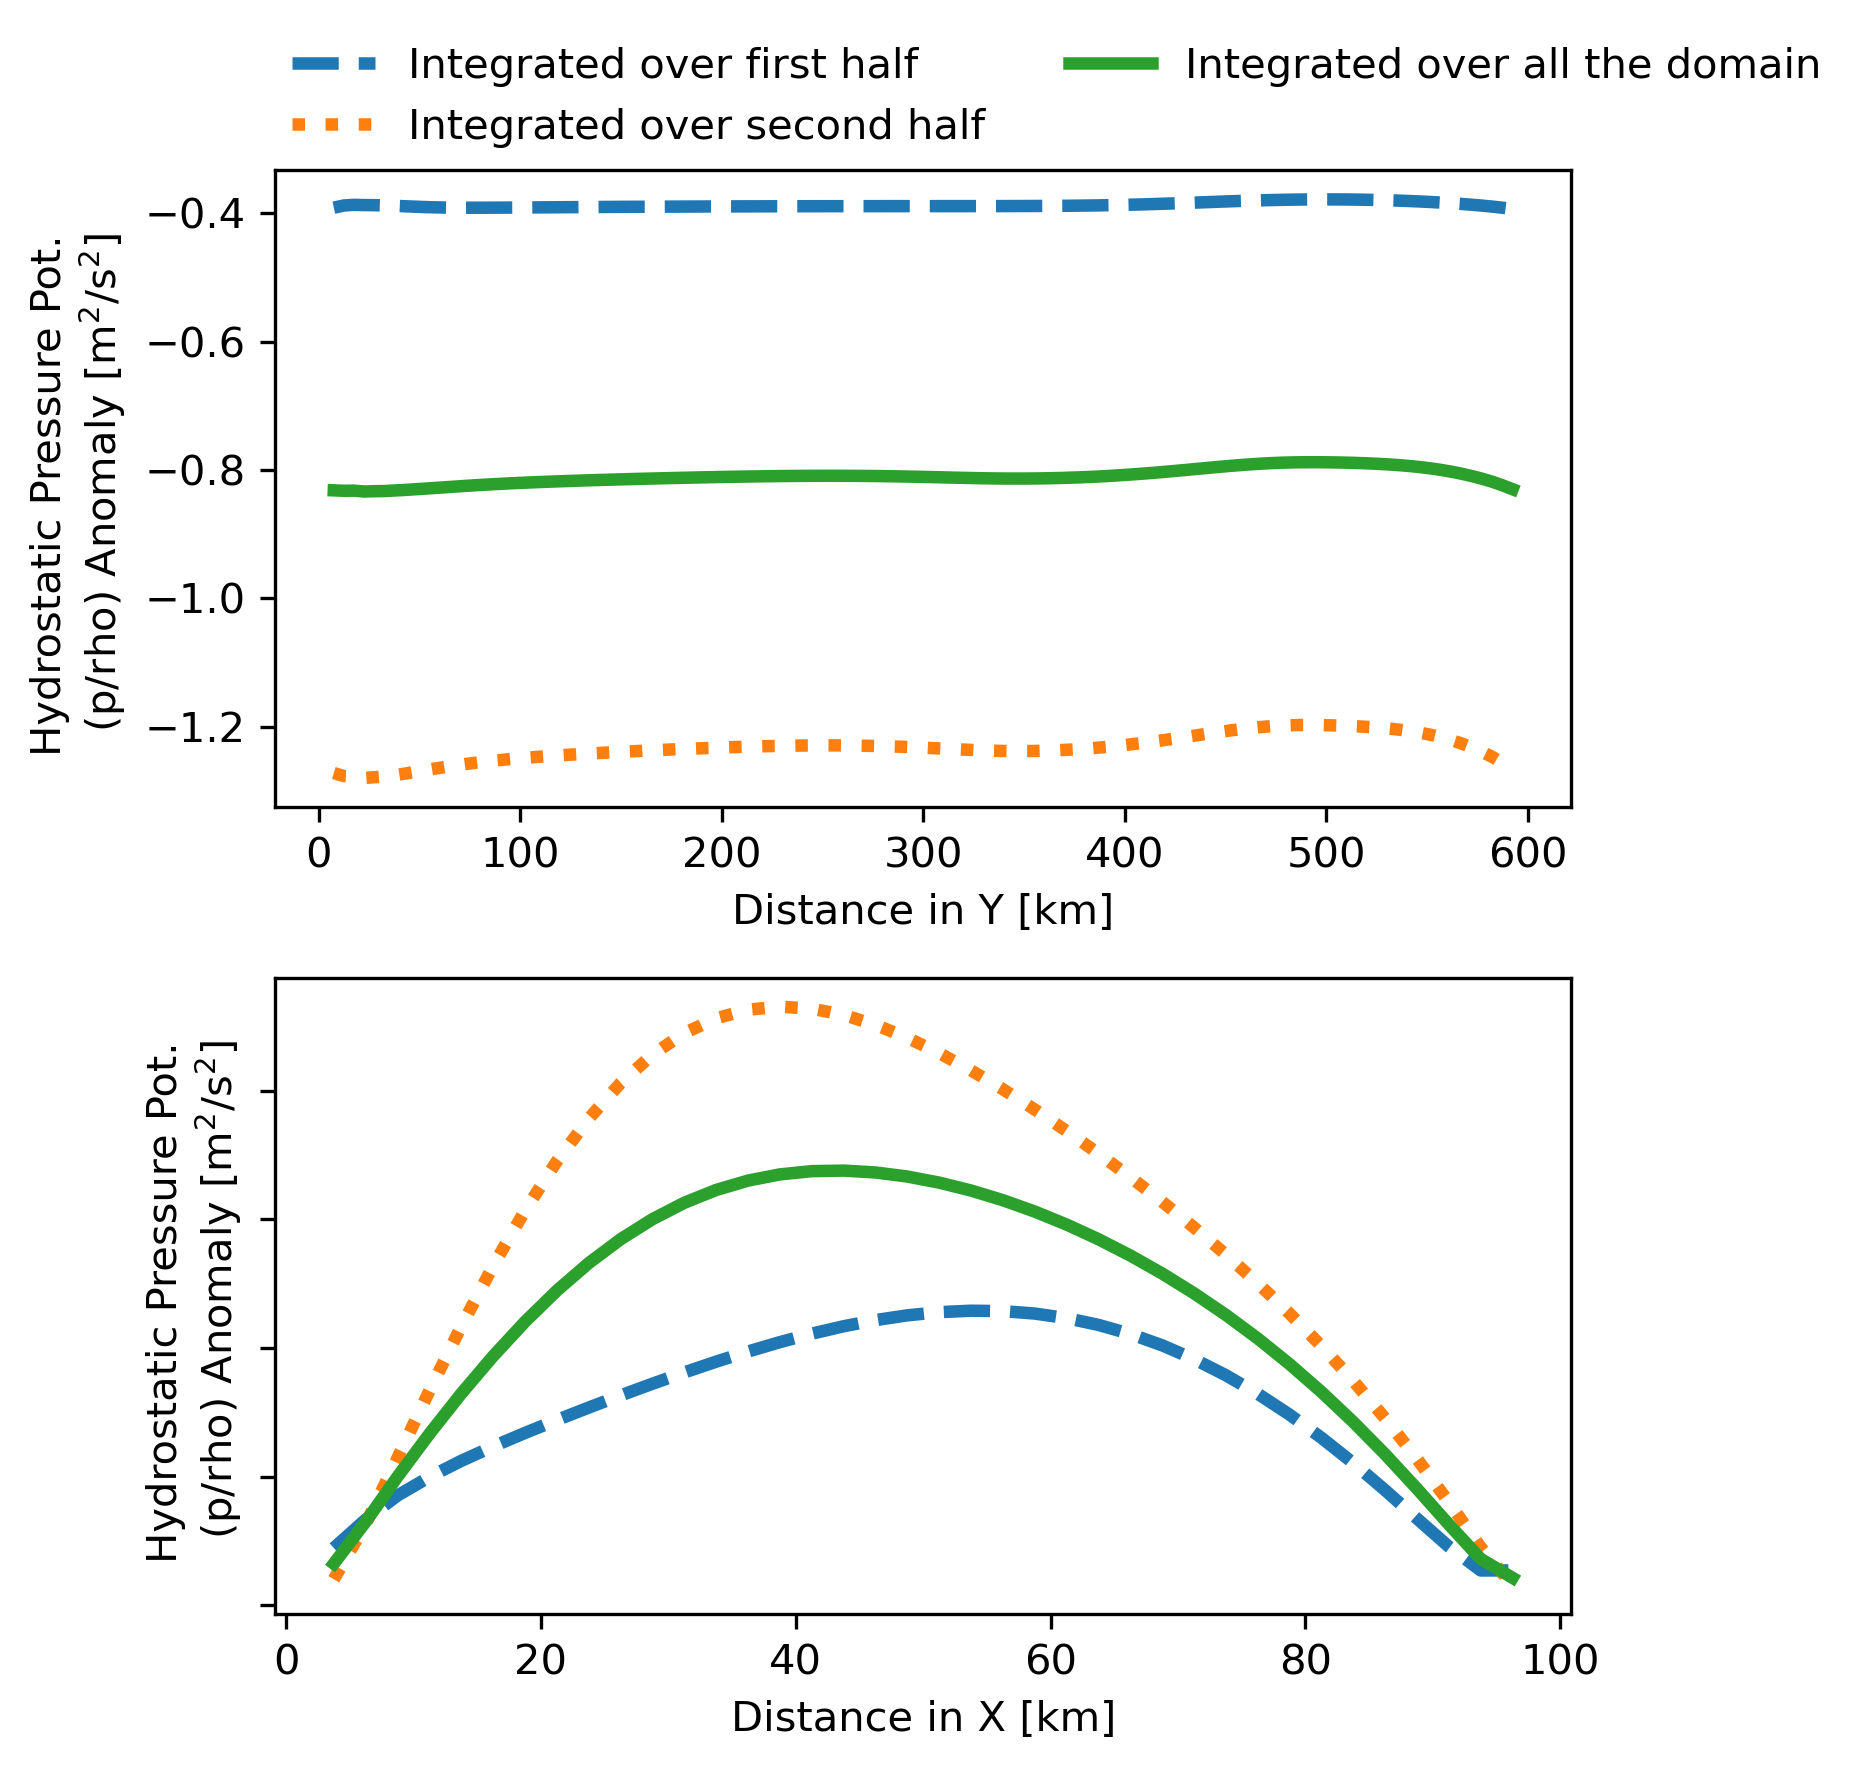 Integrated over first half
Integrated over second half
Integrated over all the domain
Hydrostatic Pressure Pot.
(p/rho) Anomaly [m²/s²]
−0.4
−0.6
−0.8
−1.0
−1.2
0 100 200 300 400 500 600
Distance in Y [km]
Hydrostatic Pressure Pot.
(p/rho) Anomaly [m²/s²]
0 20 40 60 80 100
Distance in X [km]